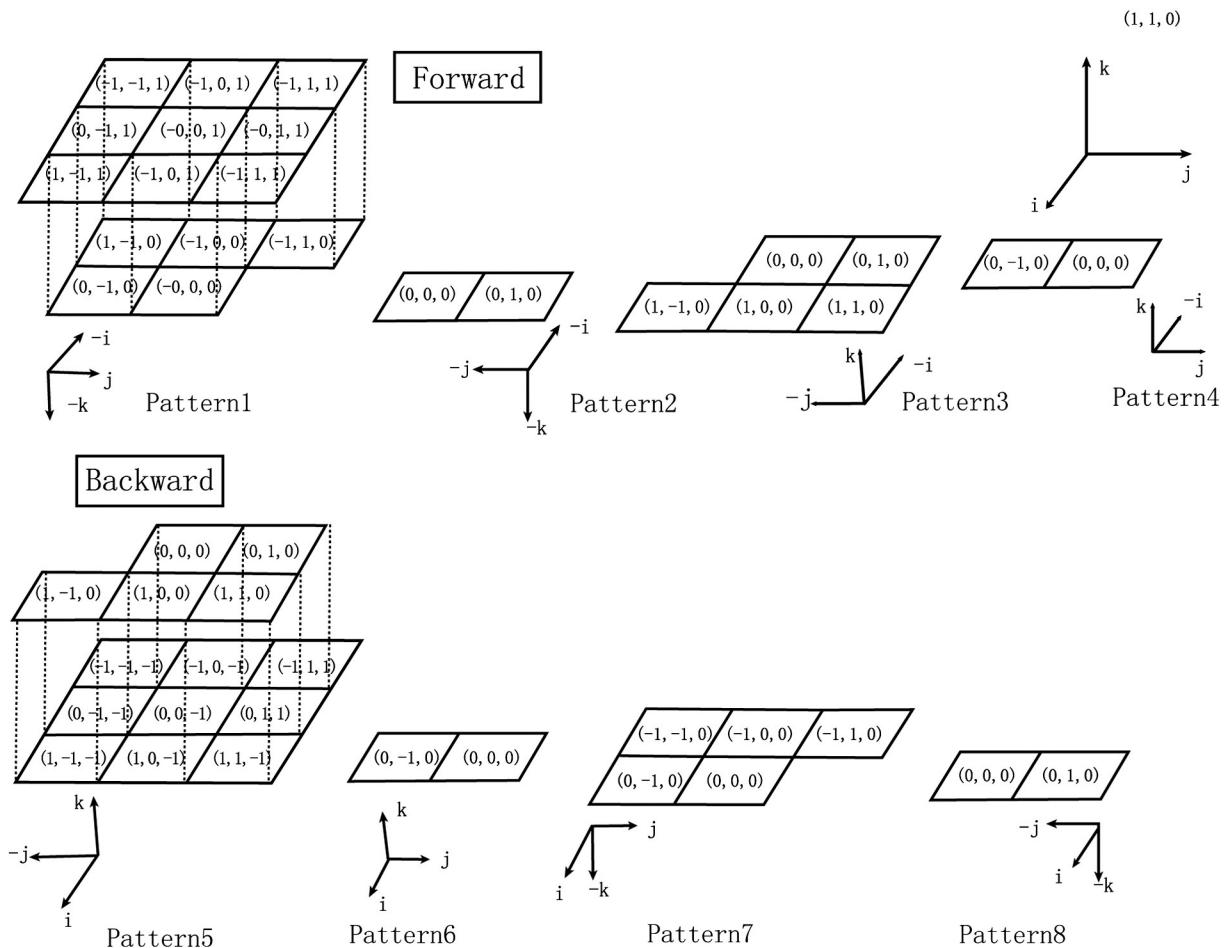 (1, 1, 0)
Forward
(-1, -1, 1) (-1, 0, 1) (-1, 1, 1)
(0, -1, 1) (-0, 0, 1) (-0, 1, 1)
(1, -1, 1) (-1, 0, 1) (-1, 1, 1)
(1, -1, 0) (-1, 0, 0) (-1, 1, 0)
(0, -1, 0) (-0, 0, 0)
-i
j
-k
Pattern1
(0, 0, 0) (0, 1, 0)
-i
-j
-k
Pattern2
(0, 0, 0) (0, 1, 0)
(1, -1, 0) (1, 0, 0) (1, 1, 0)
k
-i
-j
Pattern3
k
j
i
(0, -1, 0) (0, 0, 0)
k
-i
j
Pattern4
Backward
(0, 0, 0) (0, 1, 0)
(1, -1, 0) (1, 0, 0) (1, 1, 0)
(-1, -1, -1) (-1, 0, -1) (-1, 1, 1)
(0, -1, -1) (0, 0, -1) (0, 1, 1)
(1, -1, -1) (1, 0, -1) (1, 1, -1)
k
-j
i
Pattern5
(0, -1, 0) (0, 0, 0)
k
j
i
Pattern6
(-1, -1, 0) (-1, 0, 0) (-1, 1, 0)
(0, -1, 0) (0, 0, 0)
j
i
-k
Pattern7
(0, 0, 0) (0, 1, 0)
-j
i
-k
Pattern8